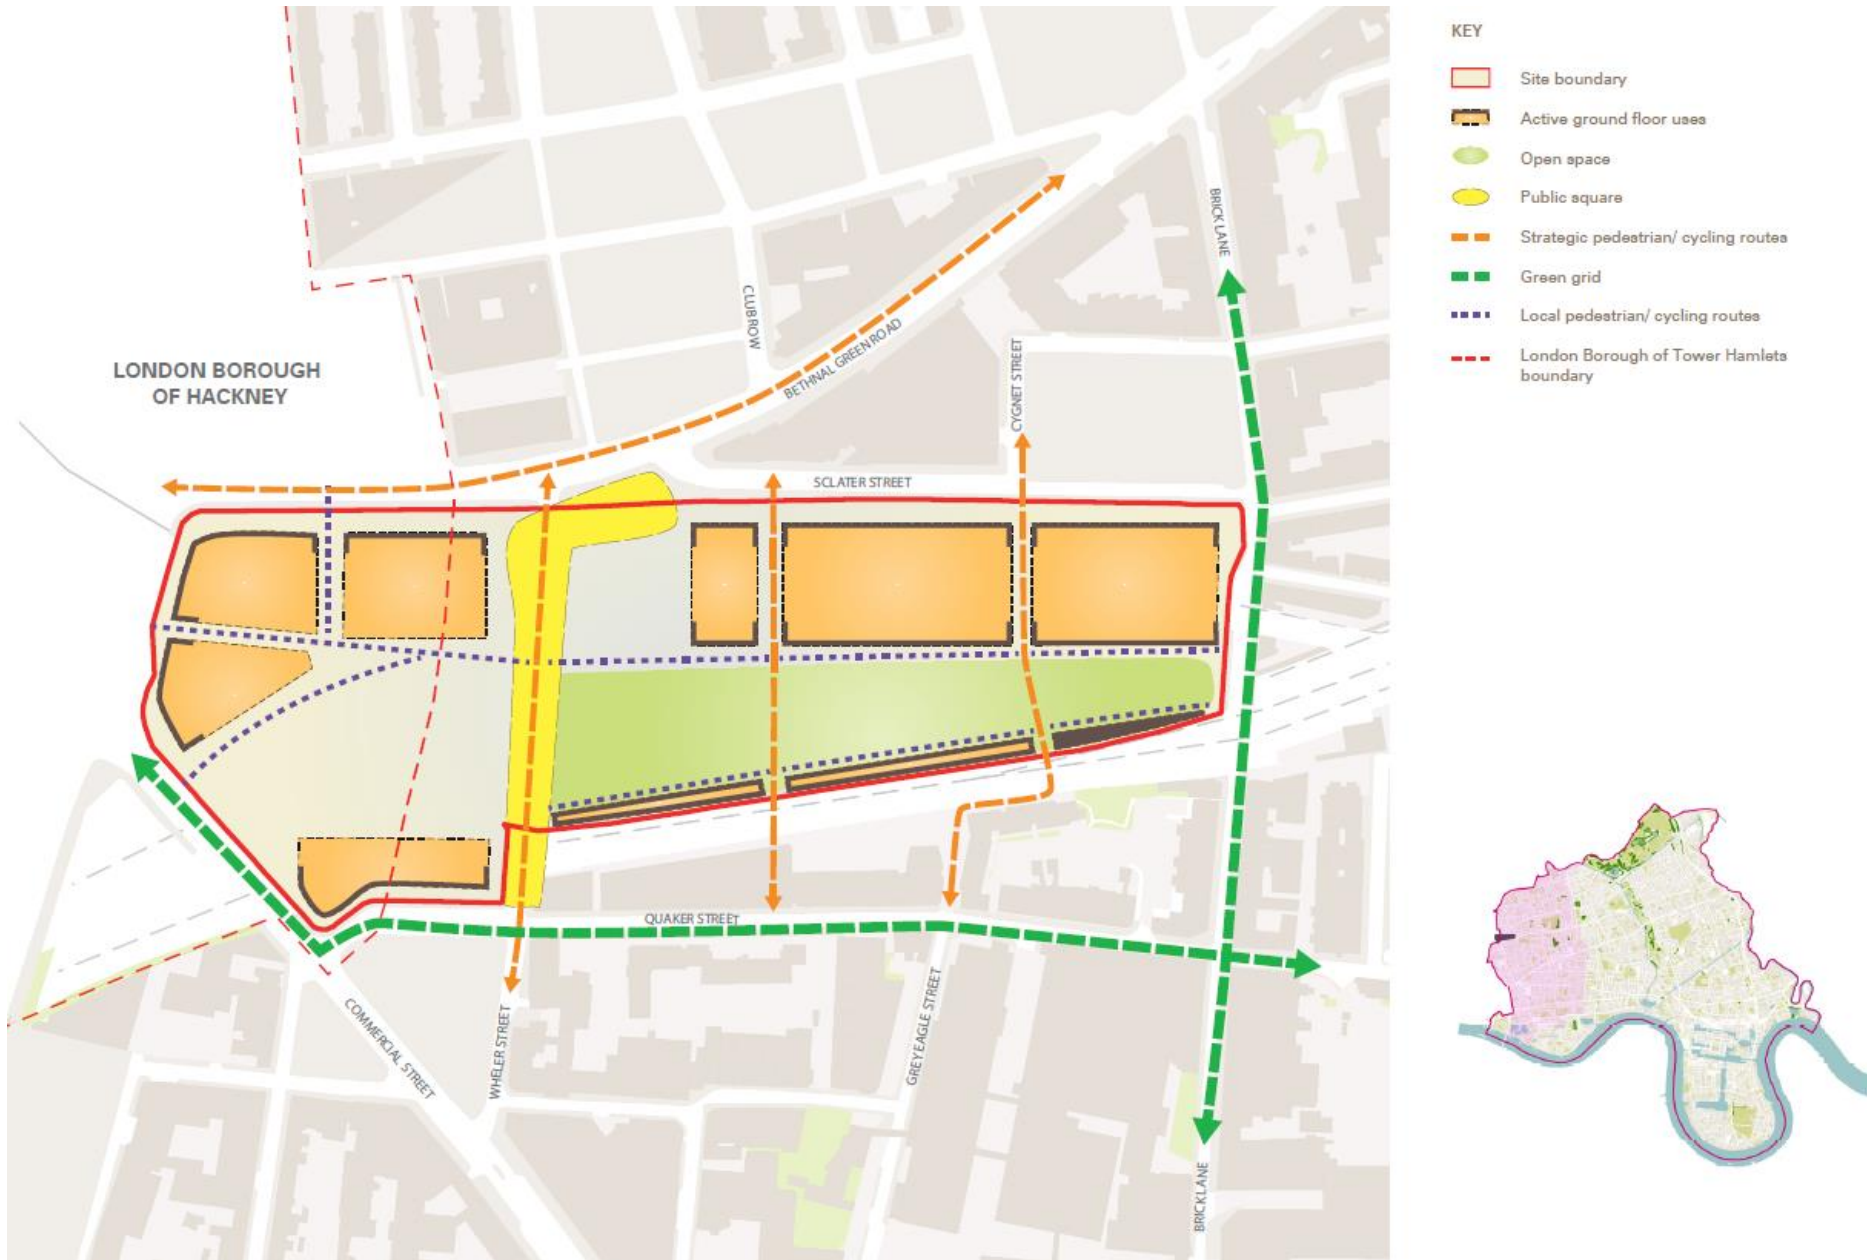 KEY
Site boundary
Active ground floor uses
Open space
Public square
Strategic pedestrian/ cycling routes
Green grid
Local pedestrian/ cycling routes
London Borough of Tower Hamlets
boundary
LONDON BOROUGH
OF HACKNEY
BRICK LANE
CLUB ROW
BETHNAL GREEN ROAD
CYGNET STREET
SCLATER STREET
QUAKER STREET
COMMERCIAL STREET
WHELER STREET
GREY EAGLE STREET
BRICK LANE